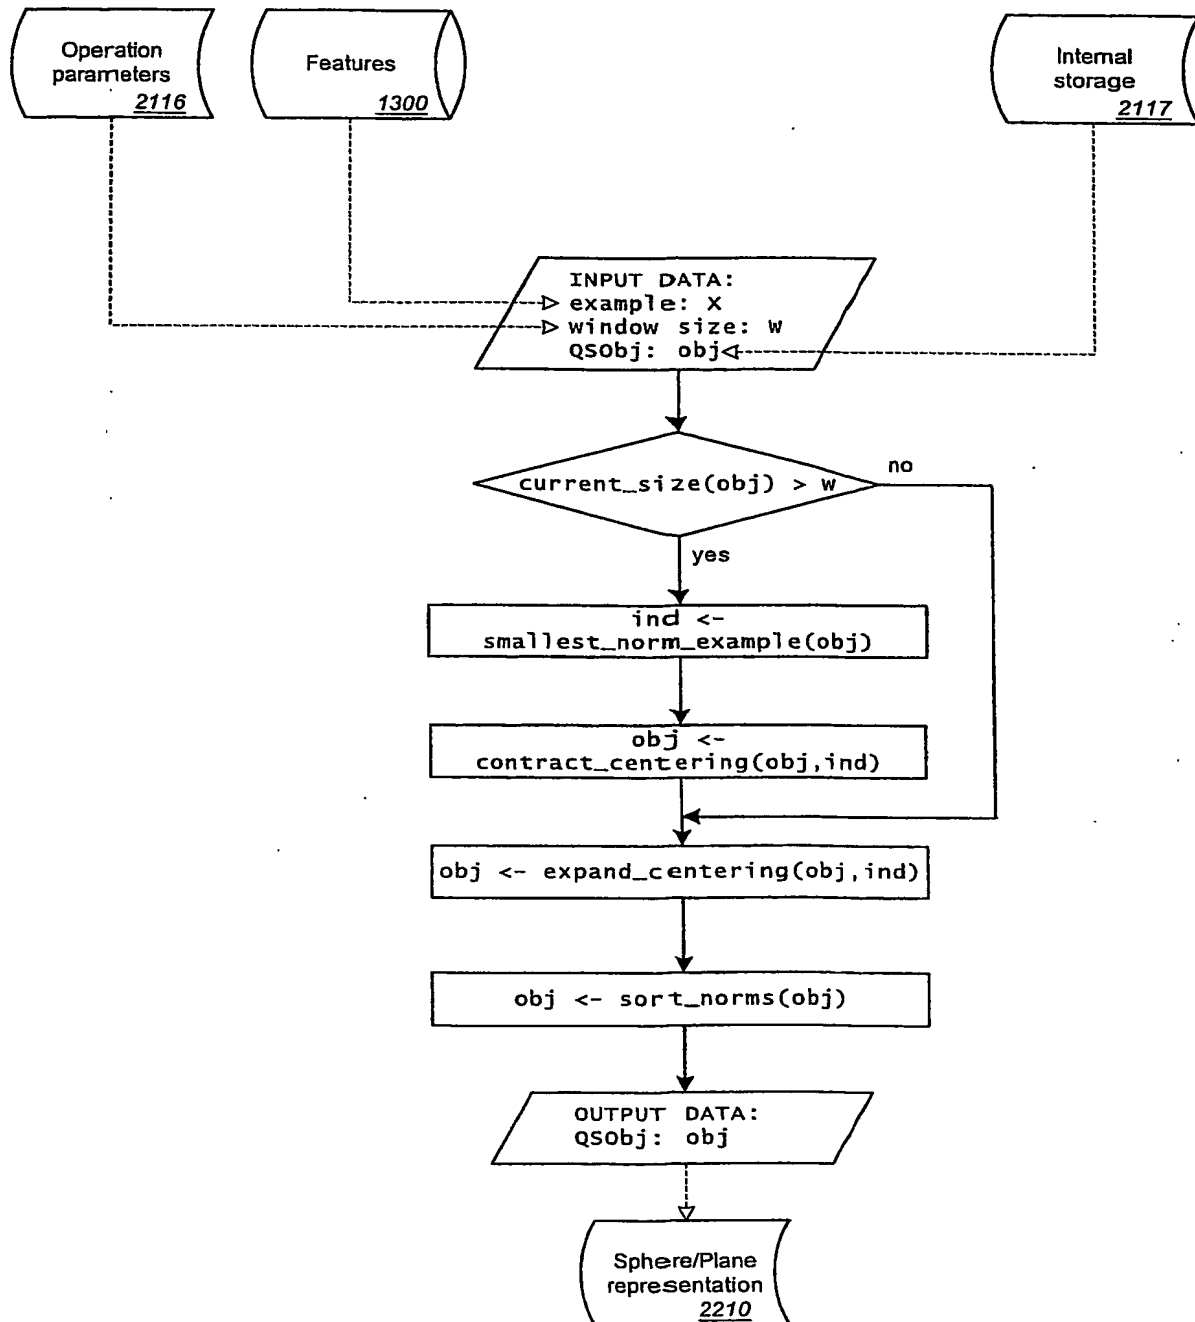 Operation
parameters
2116
Features
1300
Internal
storage
2117
INPUT DATA:
example: X
window size: W
QSObj: obj
current_size(obj) > W
no
yes
ind <-
smallest_norm_example(obj)
obj <-
contract_centering(obj,ind)
obj <- expand_centering(obj,ind)
obj <- sort_norms(obj)
OUTPUT DATA:
QSObj: obj
Sphere/Plane
representation
2210